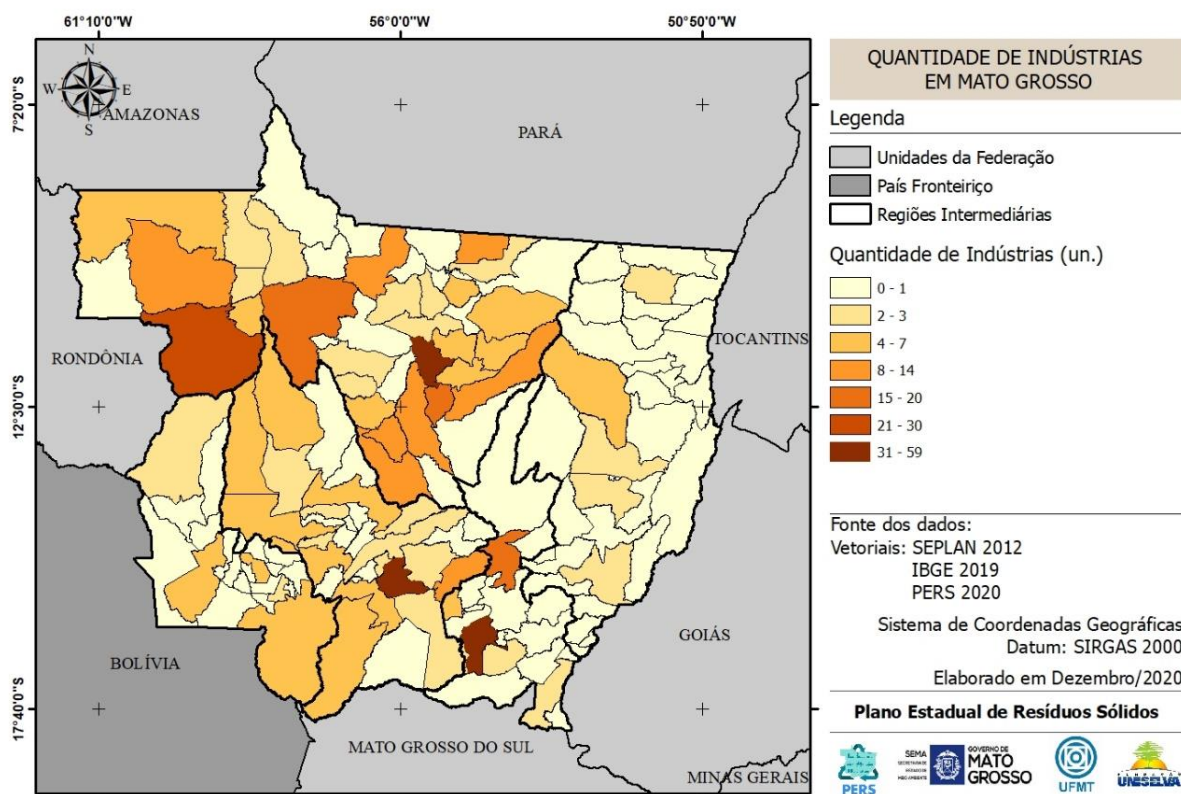 61°10'0"W 56°0'0"W 50°50'0"W
7°20'0"S
12°30'0"S
17°40'0"S
N
W E
S
AMAZONAS
PARÁ
RONDÔNIA
TOCANTINS
BOLÍVIA
GOIÁS
MATO GROSSO DO SUL
MINAS GERAIS
QUANTIDADE DE INDÚSTRIAS
EM MATO GROSSO
Legenda
Unidades da Federação
País Fronteiriço
Regiões Intermediárias
Quantidade de Indústrias (un.)
0 - 1
2 - 3
4 - 7
8 - 14
15 - 20
21 - 30
31 - 59
Fonte dos dados:
Vetoriais: SEPLAN 2012
IBGE 2019
PERS 2020
Sistema de Coordenadas Geográficas
Datum: SIRGAS 2000
Elaborado em Dezembro/2020
Plano Estadual de Resíduos Sólidos
PERS
SEMA
GOVERNO DE
MATO
GROSSO
UFMT
UNISELVA